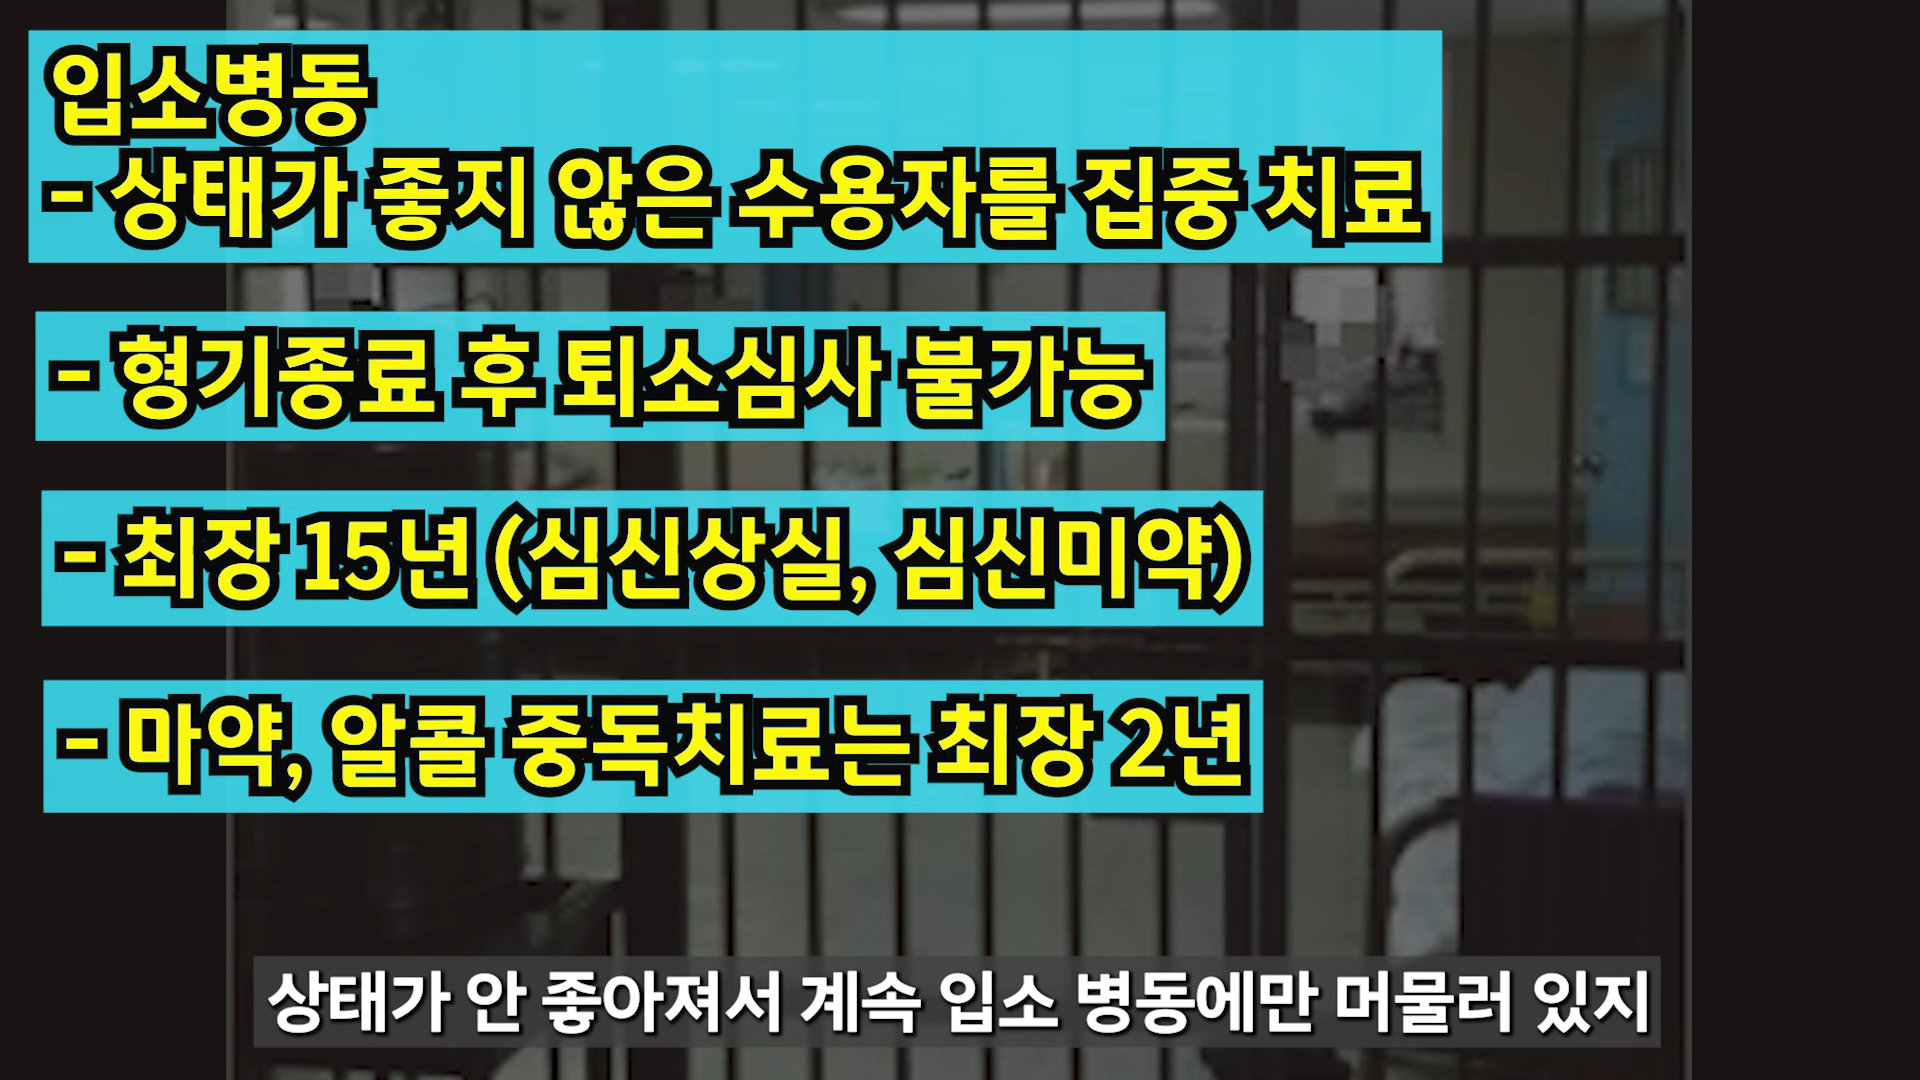 입소병동
- 상태가 좋지 않은 수용자를 집중 치료
- 형기종료 후 퇴소심사 불가능
- 최장 15년 (심신상실, 심신미약)
- 마약, 알콜 중독치료는 최장 2년
상태가 안 좋아져서 계속 입소 병동에만 머물러 있지